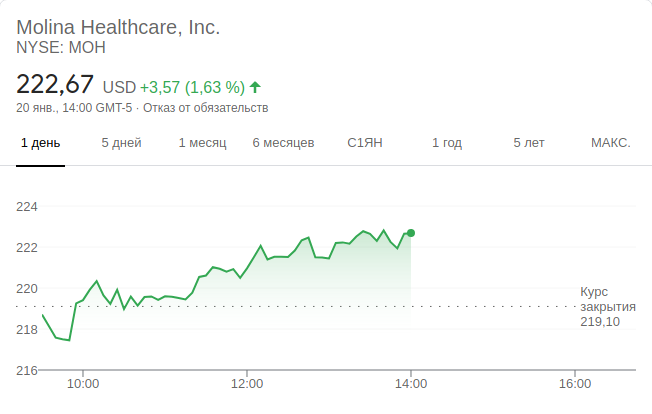 Molina Healthcare, Inc.
NYSE: MOH
222,67 USD +3,57 (1,63 %)
20 янв., 14:00 GMT-5 · Отказ от обязательств
1 день 5 дней 1 месяц 6 месяцев С1ЯН 1 год 5 лет МАКС.
224
222
220
218
216
Курс
закрытия
219,10
10:00 12:00 14:00 16:00